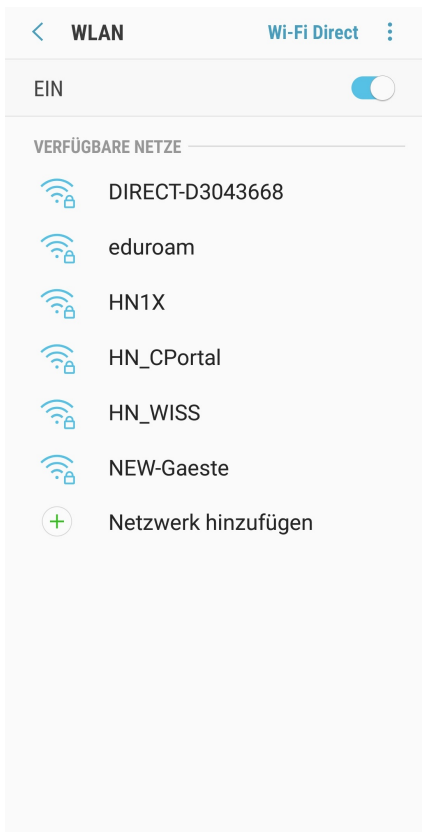 WLAN Wi-Fi Direct
EIN
VERFÜGBARE NETZE
DIRECT-D3043668
eduroam
HN1X
HN_CPortal
HN_WISS
NEW-Gaeste
Netzwerk hinzufügen